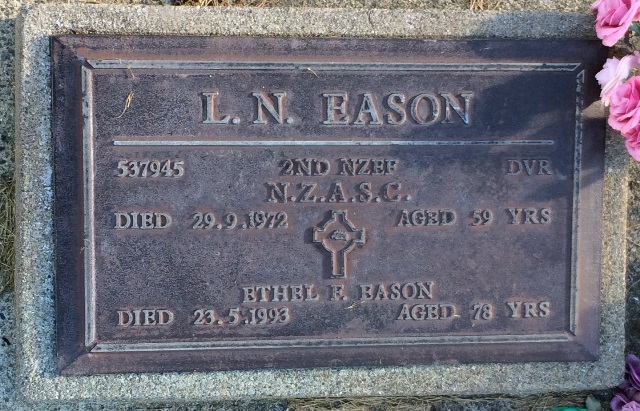 L. N. EASON
537945 2ND NZEF DVR
N.Z.A.S.C.
DIED 29.9.1972 AGED 59 YRS
ETHEL F. EASON
DIED 23.5.1993 AGED 78 YRS